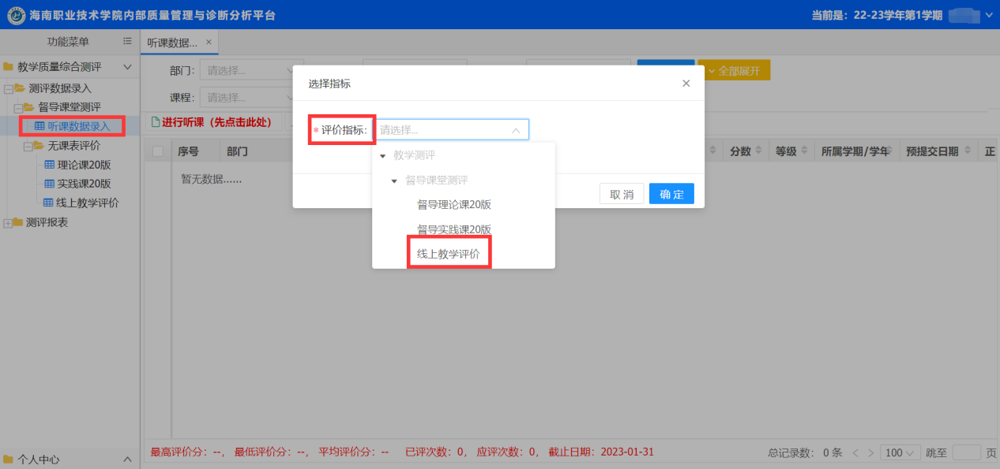 海南职业技术学院内部质量管理与诊断分析平台
当前是：22-23学年第1学期
功能菜单
听课数据... ×
教学质量综合测评
测评数据录入
督导课堂测评
听课数据录入
无课表评价
理论课20版
实践课20版
线上教学评价
测评报表
个人中心
部门： 请选择...
全部展开
课程： 请选择...
进行听课（先点击此处）
序号 部门 分数 等级 所属学期/学年 预提交日期 正
暂无数据......
选择指标
* 评价指标： 请选择...
教学测评
督导课堂测评
督导理论课20版
督导实践课20版
线上教学评价
取 消 确 定
最高评价分：--， 最低评价分：--， 平均评价分：-- 已评次数：0， 应评次数：0， 截止日期：2023-01-31
总记录数： 0 条 < > 100 跳至 页